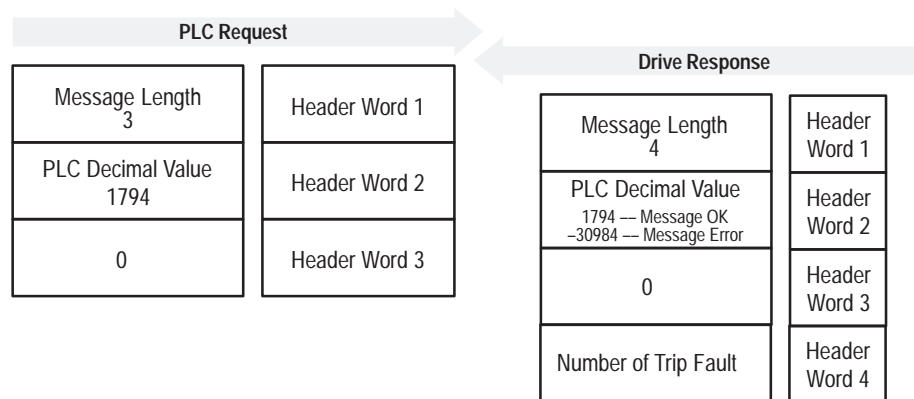 PLC Request
Message Length
3
Header Word 1
PLC Decimal Value
1794
Header Word 2
0
Header Word 3
Drive Response
Message Length
4
Header
Word 1
PLC Decimal Value
1794 –– Message OK
–30984 –– Message Error
Header
Word 2
0
Header
Word 3
Number of Trip Fault
Header
Word 4